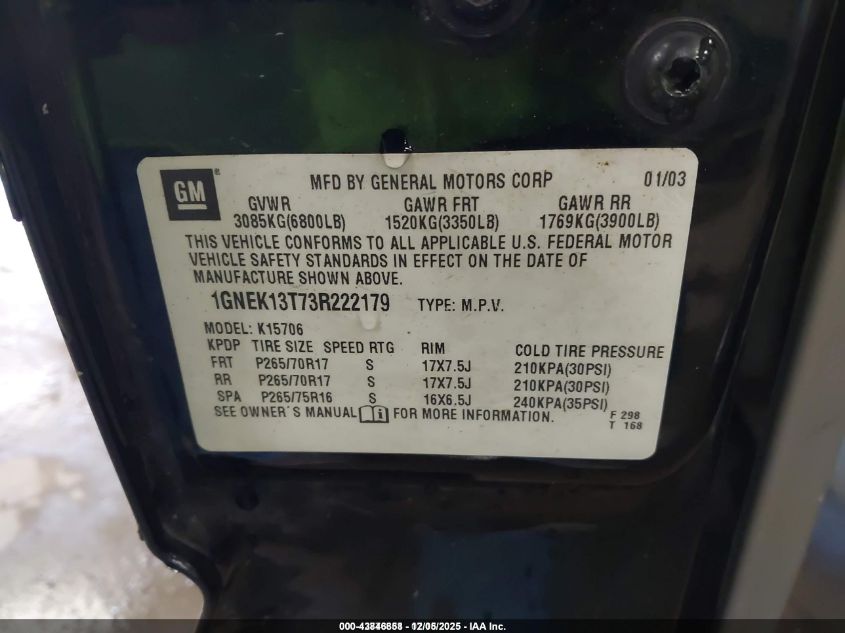 GM ® MFD BY GENERAL MOTORS CORP 01/03
GVWR GAWR FRT GAWR RR
3085KG(6800LB) 1520KG(3350LB) 1769KG(3900LB)
THIS VEHICLE CONFORMS TO ALL APPLICABLE U.S. FEDERAL MOTOR
VEHICLE SAFETY STANDARDS IN EFFECT ON THE DATE OF
MANUFACTURE SHOWN ABOVE.
1GNEK13T73R222179 TYPE: M.P.V.
MODEL: K15706
KPDP TIRE SIZE SPEED RTG RIM COLD TIRE PRESSURE
FRT P265/70R17 S 17X7.5J 210KPA(30PSI)
RR P265/70R17 S 17X7.5J 210KPA(30PSI)
SPA P265/75R16 S 16X6.5J 240KPA(35PSI)
SEE OWNER'S MANUAL FOR MORE INFORMATION. F 298
T 168
2025 - IAA Inc.